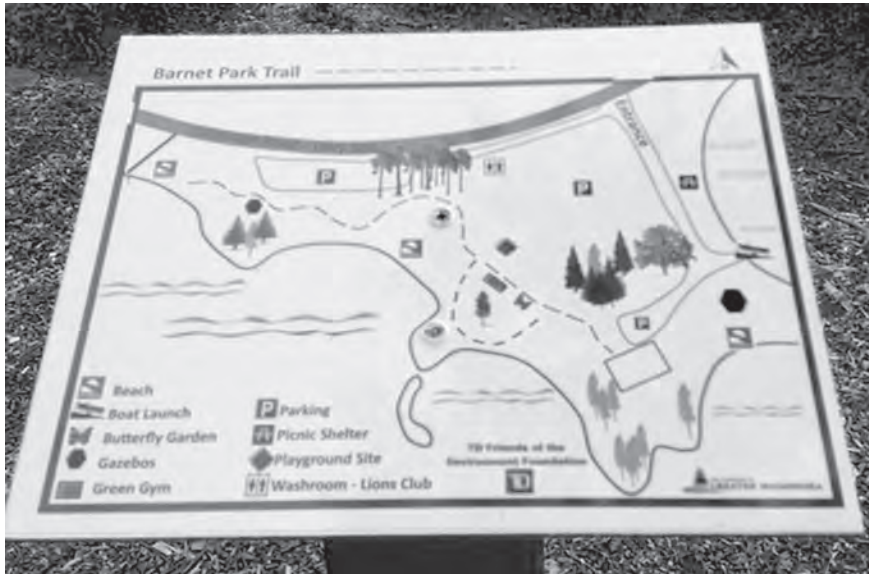 Barnet Park Trail
Entrance
P
P
P
Beach
Boat Launch
Butterfly Garden
Gazebos
Green Gym
P Parking
Picnic Shelter
Playground Site
Washroom - Lions Club
TD Friends of the
Environment Foundation
TD